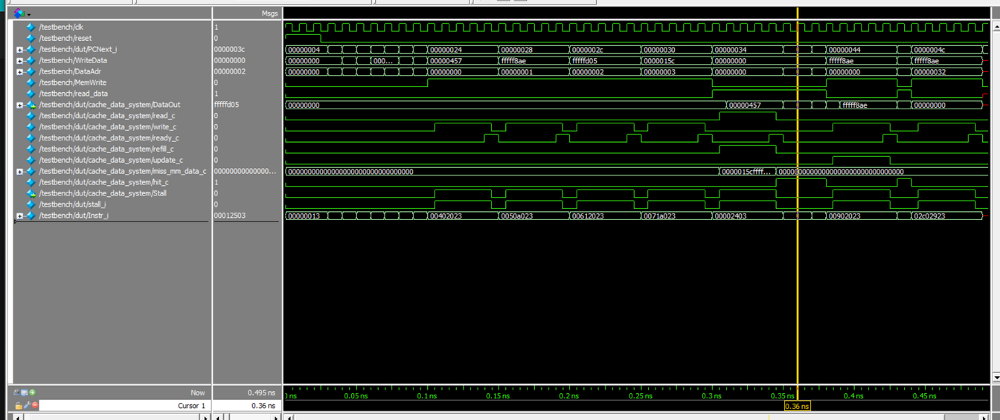 Msgs
/testbench/clk 1
/testbench/reset 0
/testbench/dut/PCNext_i 0000003c 00000004 00000024 00000028 0000002c 00000030 00000034 00000044 0000004c
/testbench/WriteData 00000000 00000000 000... 00000457 fffff8ae fffffd05 0000015c 00000000 fffff8ae fffff8ae
/testbench/DataAdr 00000002 00000000 00000000 00000001 00000002 00000003 00000000 00000000 00000032
/testbench/MemWrite 0
/testbench/read_data 1
/testbench/dut/cache_data_system/DataOut fffffd05 00000000 00000457 fffff8ae 00000000
/testbench/dut/cache_data_system/read_c 0
/testbench/dut/cache_data_system/write_c 0
/testbench/dut/cache_data_system/ready_c 0
/testbench/dut/cache_data_system/refill_c 0
/testbench/dut/cache_data_system/update_c 0
/testbench/dut/cache_data_system/miss_mm_data_c 00000000000000... 00000000000000000000000000000000 0000015cffff... 00000000000000000000000000000000
/testbench/dut/cache_data_system/hit_c 1
/testbench/dut/cache_data_system/Stall 0
/testbench/dut/stall_i 0
/testbench/dut/Instr_i 00012503 00000013 00402023 0050a023 00612023 0071a023 00002403 00902023 02c02923
Now 0.495 ns ns 0.05 ns 0.1 ns 0.15 ns 0.2 ns 0.25 ns 0.3 ns 0.35 ns 0.4 ns 0.45 ns
Cursor 1 0.36 ns 0.36 ns